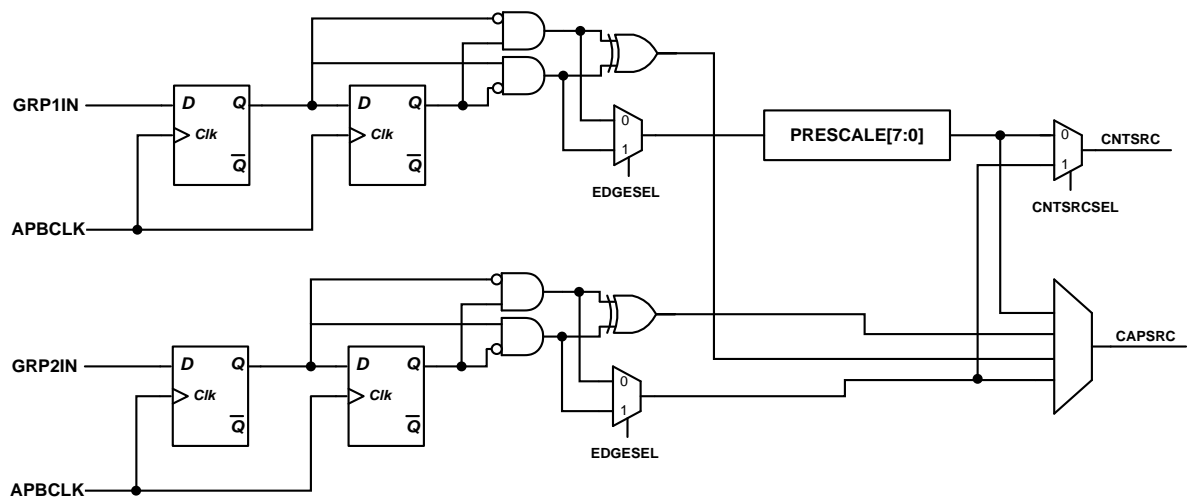 GRP1IN
D Q
Clk
Q
D Q
Clk
Q
APBCLK
0
1
EDGESEL
PRESCALE[7:0]
0
1
CNTSRC
CNTSRCSEL
GRP2IN
D Q
Clk
Q
D Q
Clk
Q
APBCLK
0
1
EDGESEL
CAPSRC